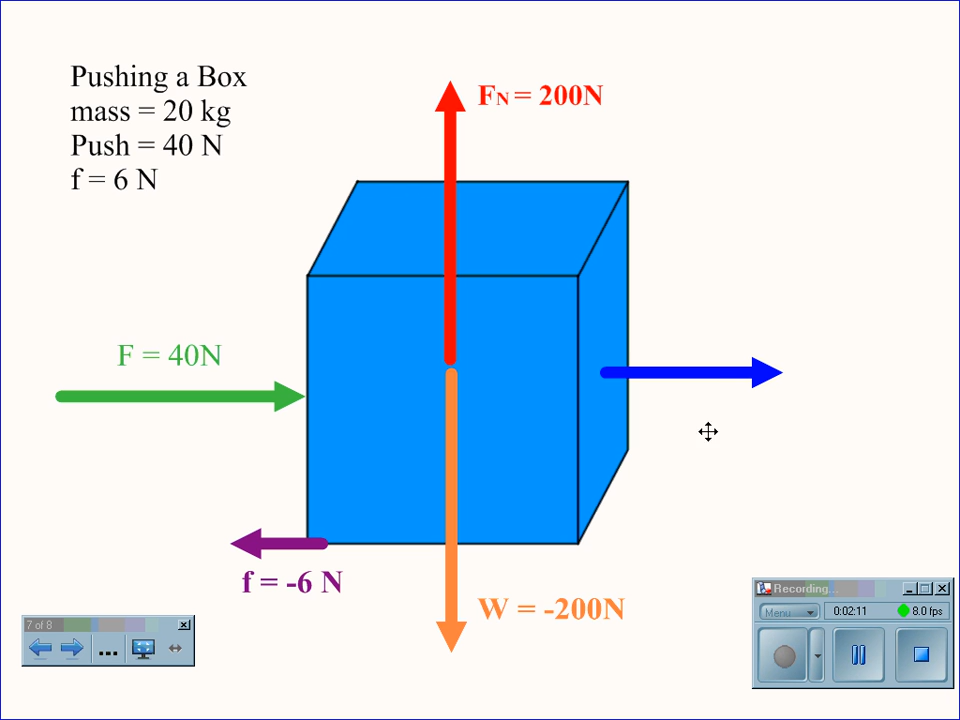 Pushing a Box
mass = 20 kg
Push = 40 N
f = 6 N
FN = 200N
F = 40N
f = -6 N
W = -200N
7 of 8
...
Recording...
Menu
0:02:11
8.0 fps